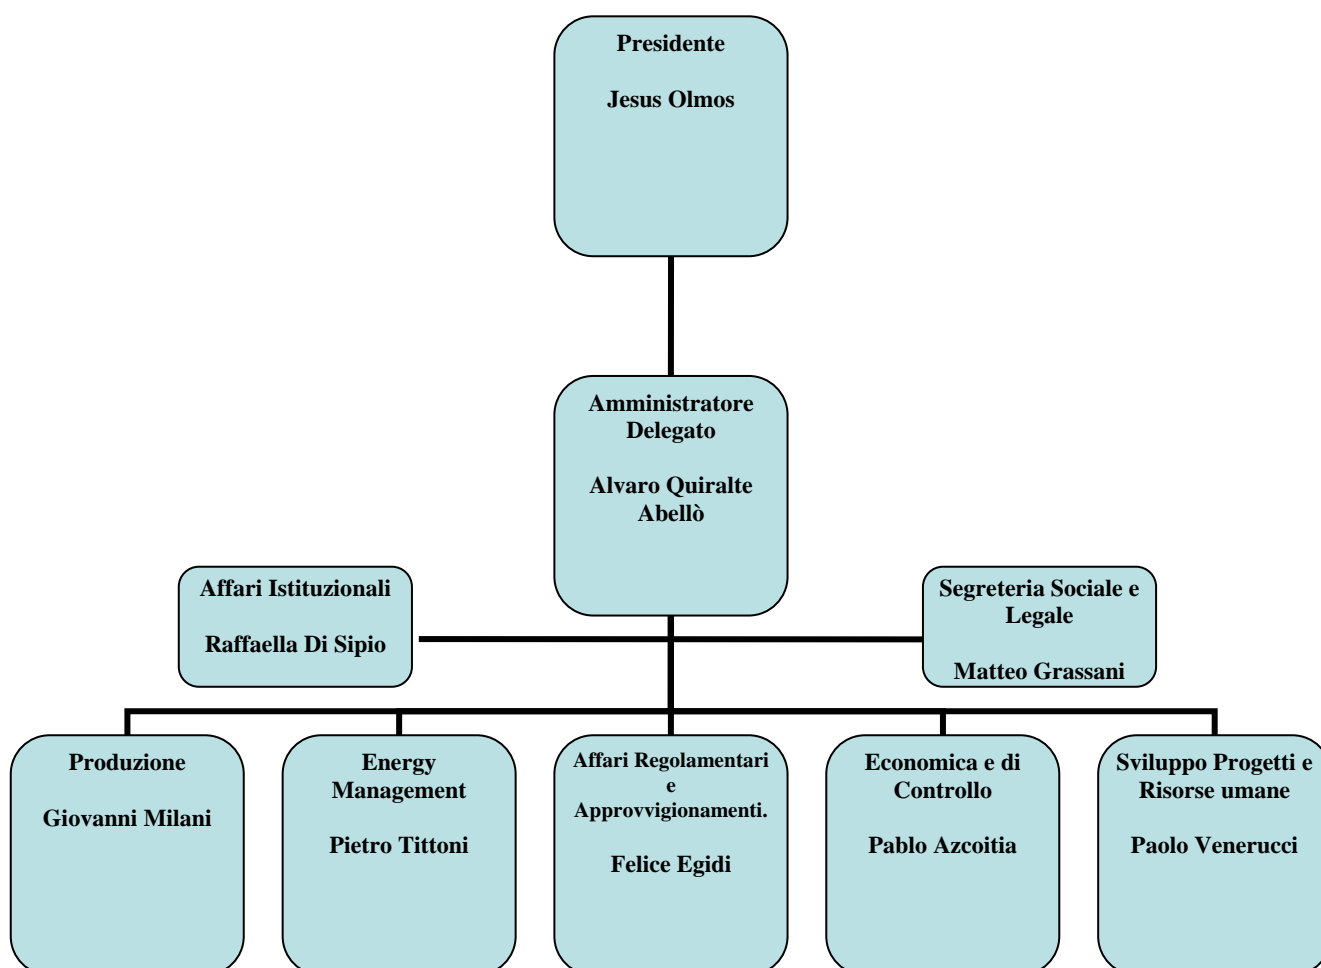 Presidente
Jesus Olmos
Amministratore
Delegato
Alvaro Quiralte
Abellò
Affari Istituzionali
Raffaella Di Sipio
Segreteria Sociale e
Legale
Matteo Grassani
Produzione
Giovanni Milani
Energy
Management
Pietro Tittoni
Affari Regolamentari
e
Approvvigionamenti.
Felice Egidi
Economica e di
Controllo
Pablo Azcoitia
Sviluppo Progetti e
Risorse umane
Paolo Venerucci